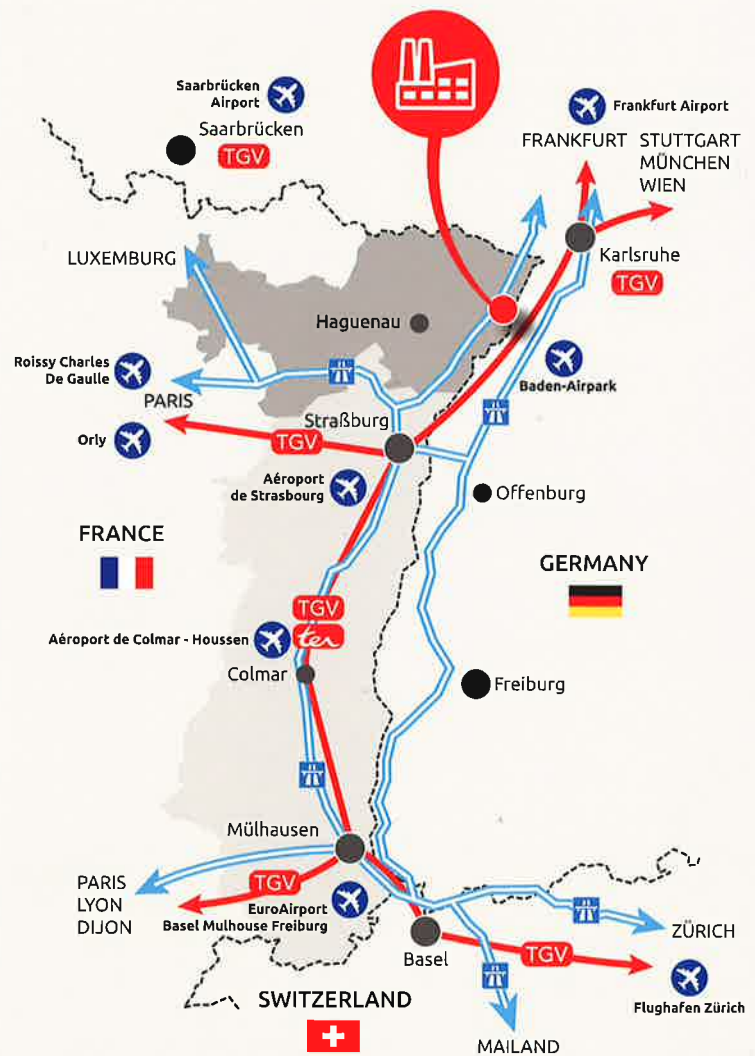 Saarbrücken
Airport
Saarbrücken
TGV
Frankfurt Airport
FRANKFURT
STUTTGART
MÜNCHEN
WIEN
LUXEMBURG
Karlsruhe
TGV
Haguenau
Roissy Charles
De Gaulle
PARIS
Baden-Airpark
Orly
TGV
Straßburg
Aéroport
de Strasbourg
Offenburg
FRANCE
GERMANY
TGV
ter
Aéroport de Colmar - Houssen
Colmar
Freiburg
Mülhausen
PARIS
LYON
DIJON
TGV
EuroAirport
Basel Mulhouse Freiburg
Basel
TGV
ZÜRICH
Flughafen Zürich
SWITZERLAND
MAILAND